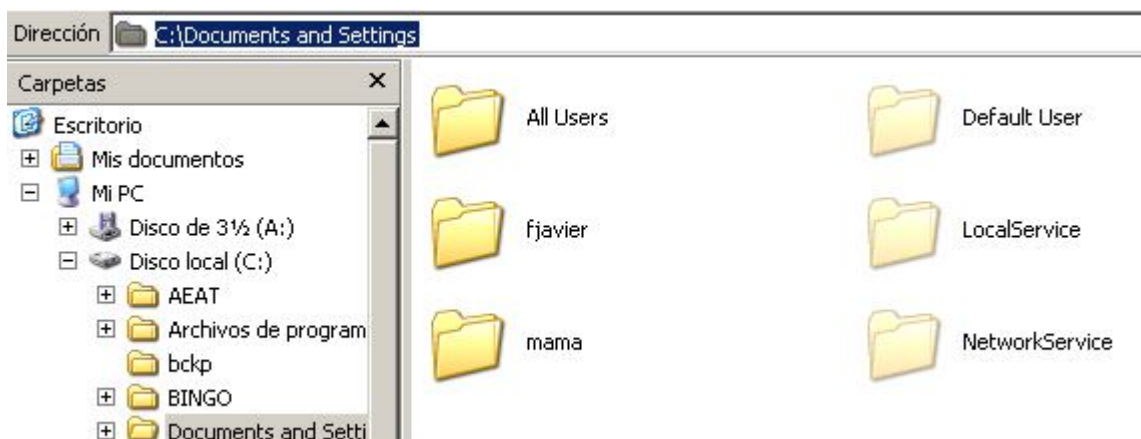 Dirección C:\Documents and Settings
Carpetas
Escritorio
Mis documentos
Mi PC
Disco de 3½ (A:)
Disco local (C:)
AEAT
Archivos de program
bckp
BINGO
Documents and Setti
All Users
Default User
fjavier
LocalService
mama
NetworkService